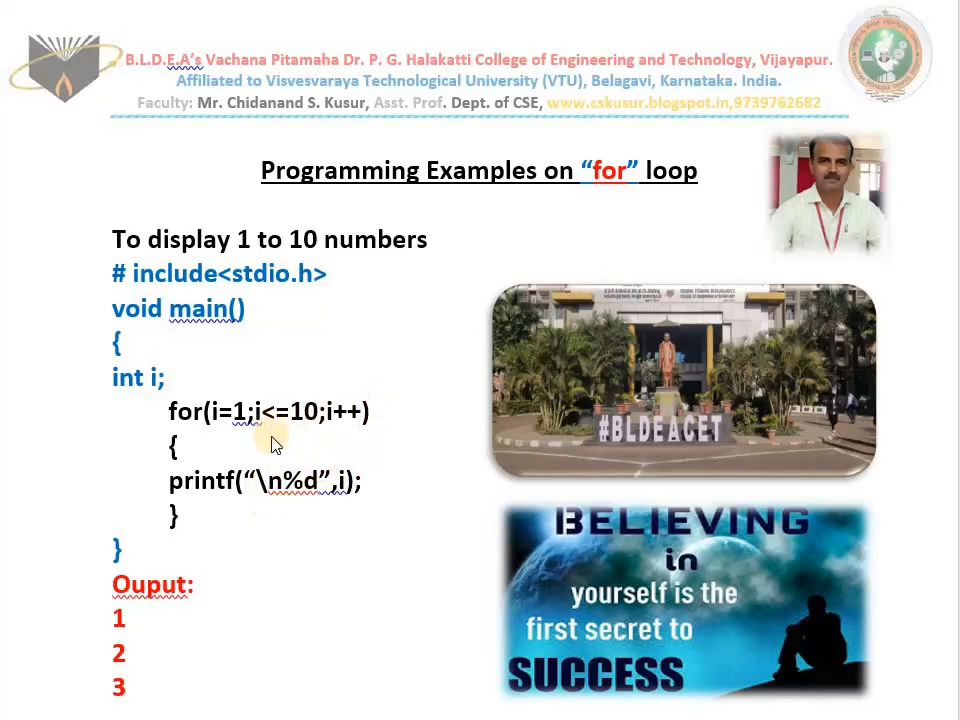 B.L.D.E.A's Vachana Pitamaha Dr. P. G. Halakatti College of Engineering and Technology, Vijayapur.
Affiliated to Visvesvaraya Technological University (VTU), Belagavi, Karnataka. India.
Faculty: Mr. Chidanand S. Kusur, Asst. Prof. Dept. of CSE, www.cskusur.blogspot.in,9739762682
Programming Examples on “for” loop
To display 1 to 10 numbers
# include<stdio.h>
void main()
{
int i;
for(i=1;i<=10;i++)
{
printf(“\n%d”,i);
}
}
Ouput:
1
2
3
#BLDEACET
BELIEVING
in
yourself is the
first secret to
SUCCESS